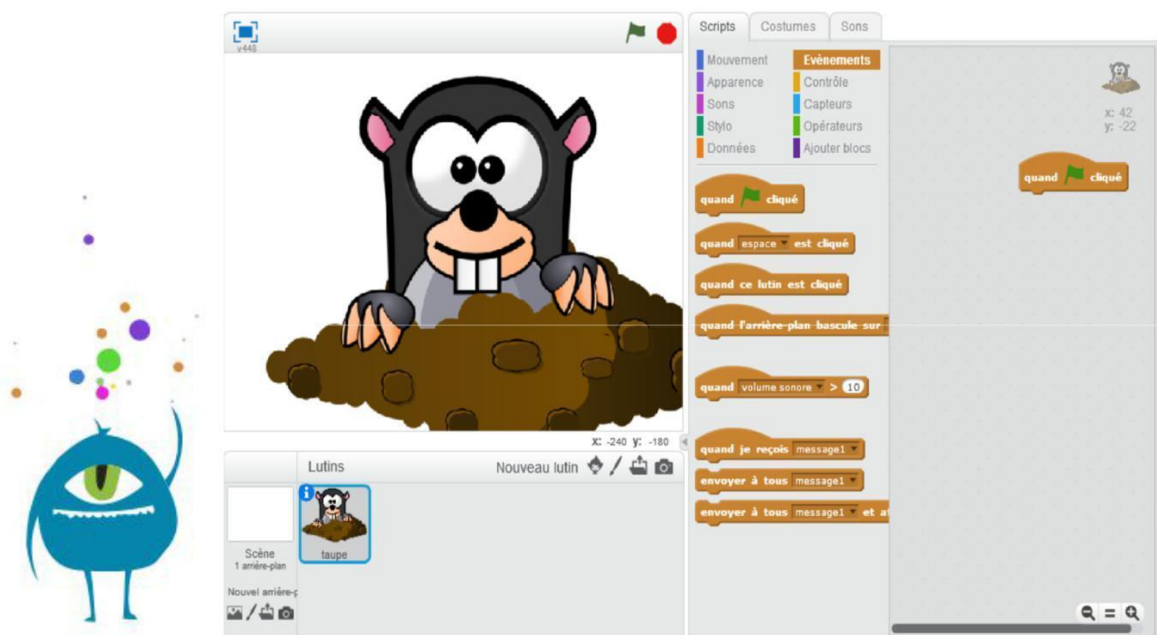 v448
Scripts
Costumes
Sons
Mouvement
Evènements
Apparence
Contrôle
Sons
Capteurs
Stylo
Opérateurs
Données
Ajouter blocs
quand cliqué
quand espace est cliqué
quand ce lutin est cliqué
quand l'arrière-plan bascule sur
quand volume sonore > 10
quand je reçois message1
envoyer à tous message1
envoyer à tous message1 et at
x: 42
y: -22
quand cliqué
X: -240 y: -180
Lutins
Nouveau lutin
Scène
1 arrière-plan
taupe
Nouvel arrière-p